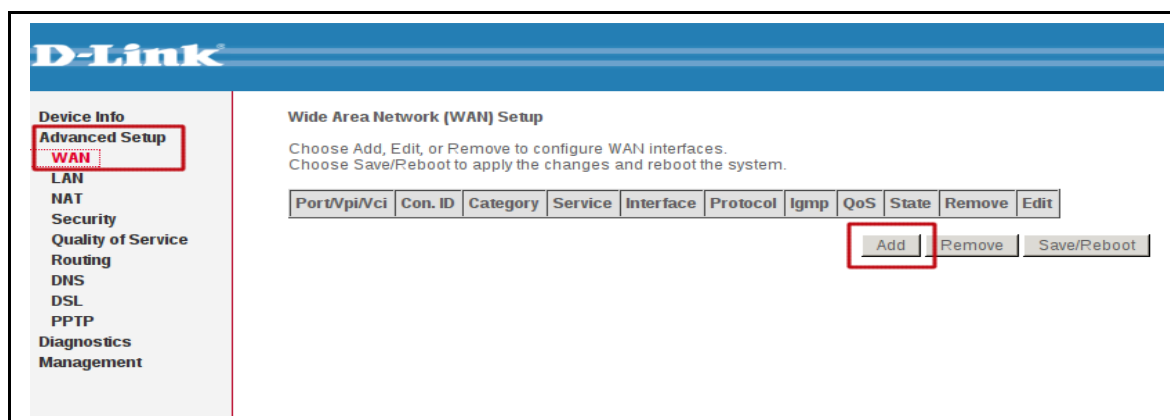 D-Link
Device Info
Advanced Setup
WAN
LAN
NAT
Security
Quality of Service
Routing
DNS
DSL
PPTP
Diagnostics
Management
Wide Area Network (WAN) Setup
Choose Add, Edit, or Remove to configure WAN interfaces.
Choose Save/Reboot to apply the changes and reboot the system.
Port/Vpi/Vci Con. ID Category Service Interface Protocol Igmp QoS State Remove Edit
Add Remove Save/Reboot